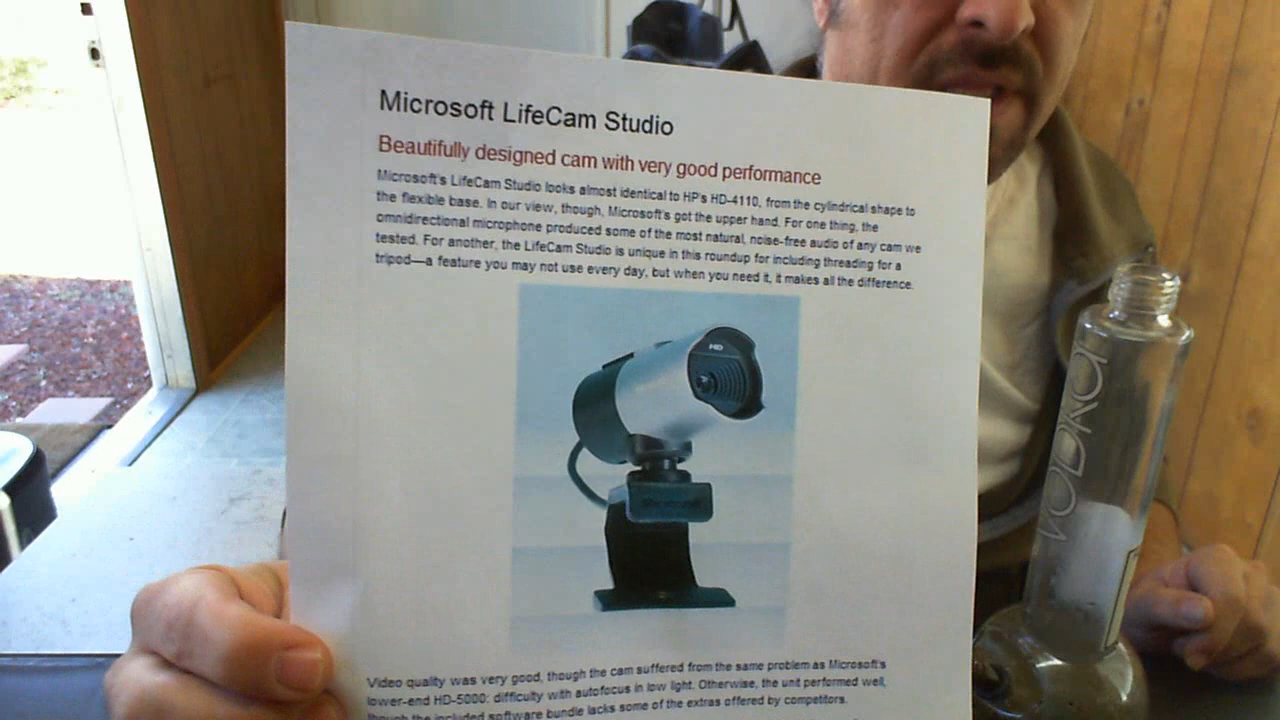 Microsoft LifeCam Studio
Beautifully designed cam with very good performance
Microsoft's LifeCam Studio looks almost identical to HP's HD-4110, from the cylindrical shape to
the flexible base. In our view, though, Microsoft's got the upper hand. For one thing, the
omnidirectional microphone produced some of the most natural, noise-free audio of any cam we
tested. For another, the LifeCam Studio is unique in this roundup for including threading for a
tripod—a feature you may not use every day, but when you need it, it makes all the difference.
HD
Video quality was very good, though the cam suffered from the same problem as Microsoft's
lower-end HD-5000: difficulty with autofocus in low light. Otherwise, the unit performed well,
though the included software bundle lacks some of the extras offered by competitors.